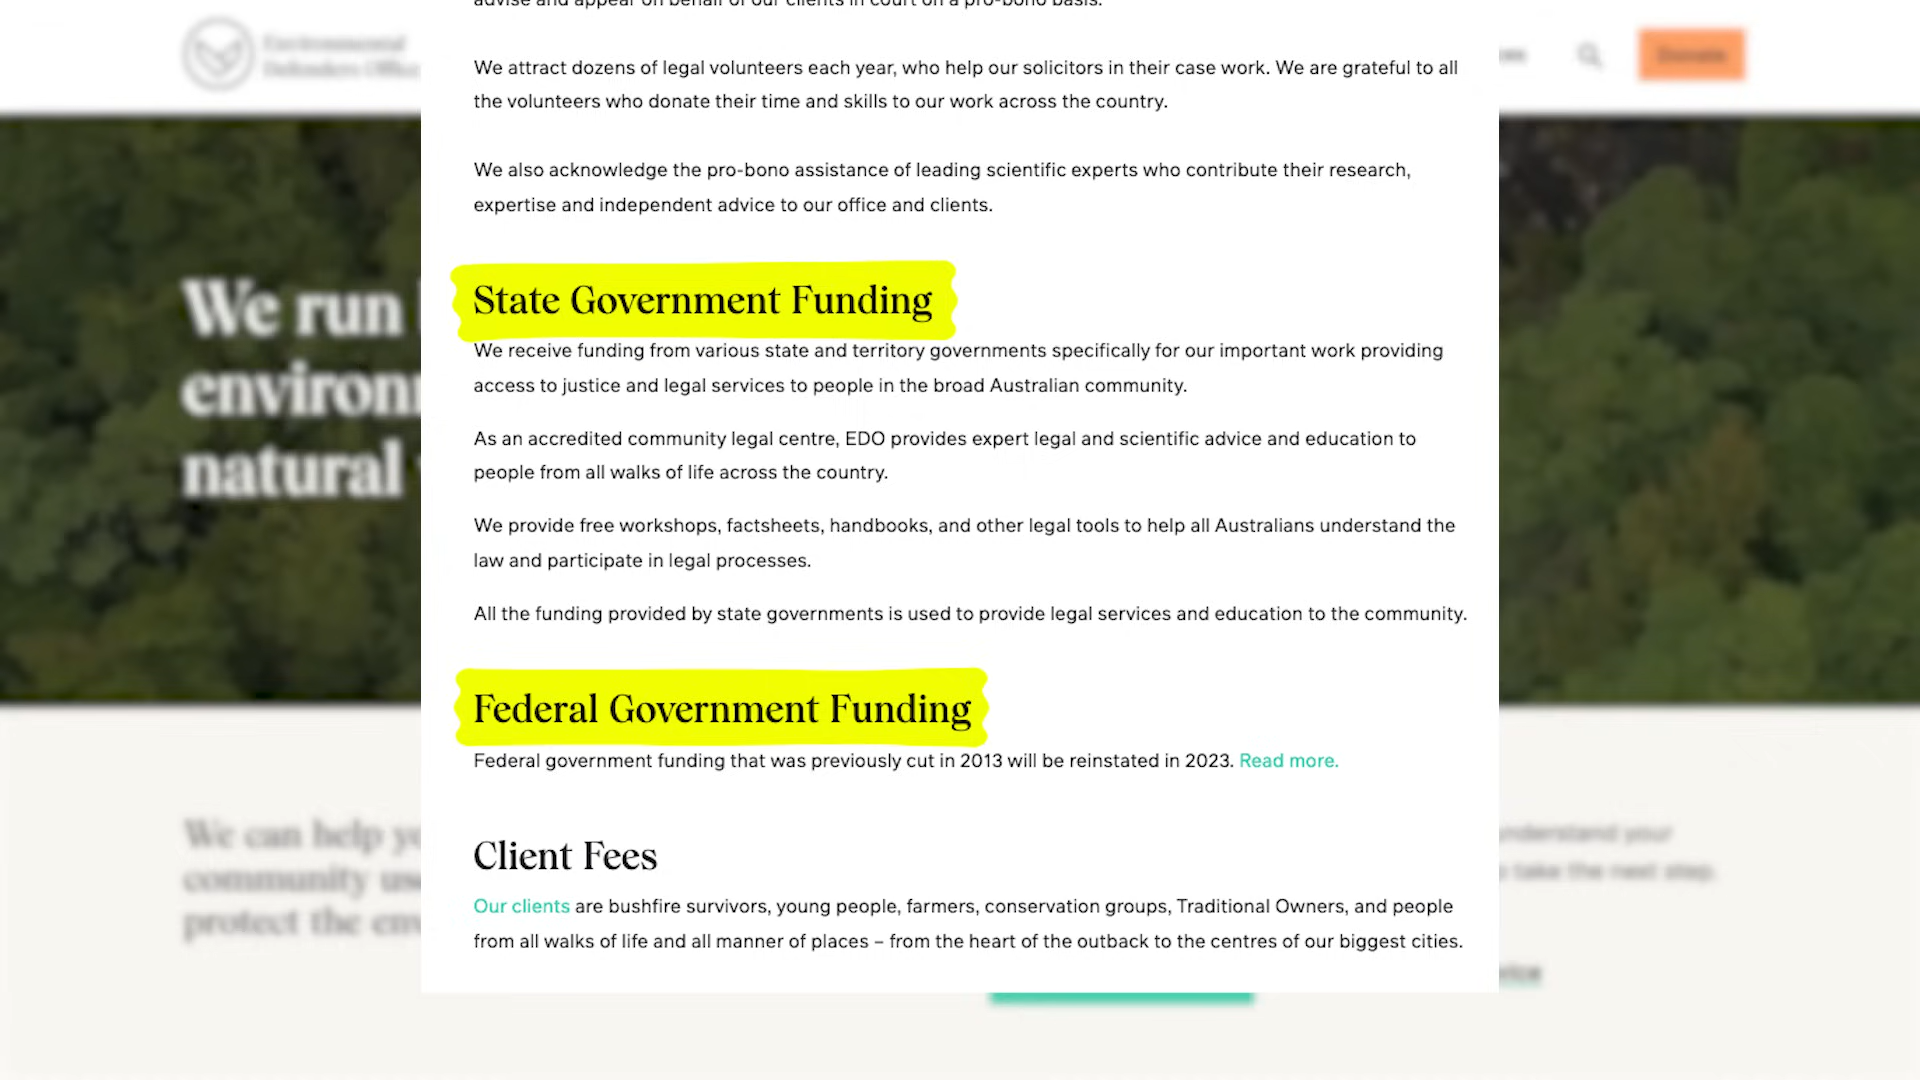 advise and appear on behalf of our clients in court on a pro-bono basis.
Environmental
Defenders Office
Donate
We attract dozens of legal volunteers each year, who help our solicitors in their case work. We are grateful to all
the volunteers who donate their time and skills to our work across the country.
We also acknowledge the pro-bono assistance of leading scientific experts who contribute their research,
expertise and independent advice to our office and clients.
We run
environ
natural
State Government Funding
We receive funding from various state and territory governments specifically for our important work providing
access to justice and legal services to people in the broad Australian community.
As an accredited community legal centre, EDO provides expert legal and scientific advice and education to
people from all walks of life across the country.
We provide free workshops, factsheets, handbooks, and other legal tools to help all Australians understand the
law and participate in legal processes.
All the funding provided by state governments is used to provide legal services and education to the community.
Federal Government Funding
Federal government funding that was previously cut in 2013 will be reinstated in 2023. Read more.
We can help
community
protect the
understand your
take the next step.
Client Fees
Our clients are bushfire survivors, young people, farmers, conservation groups, Traditional Owners, and people
from all walks of life and all manner of places – from the heart of the outback to the centres of our biggest cities.